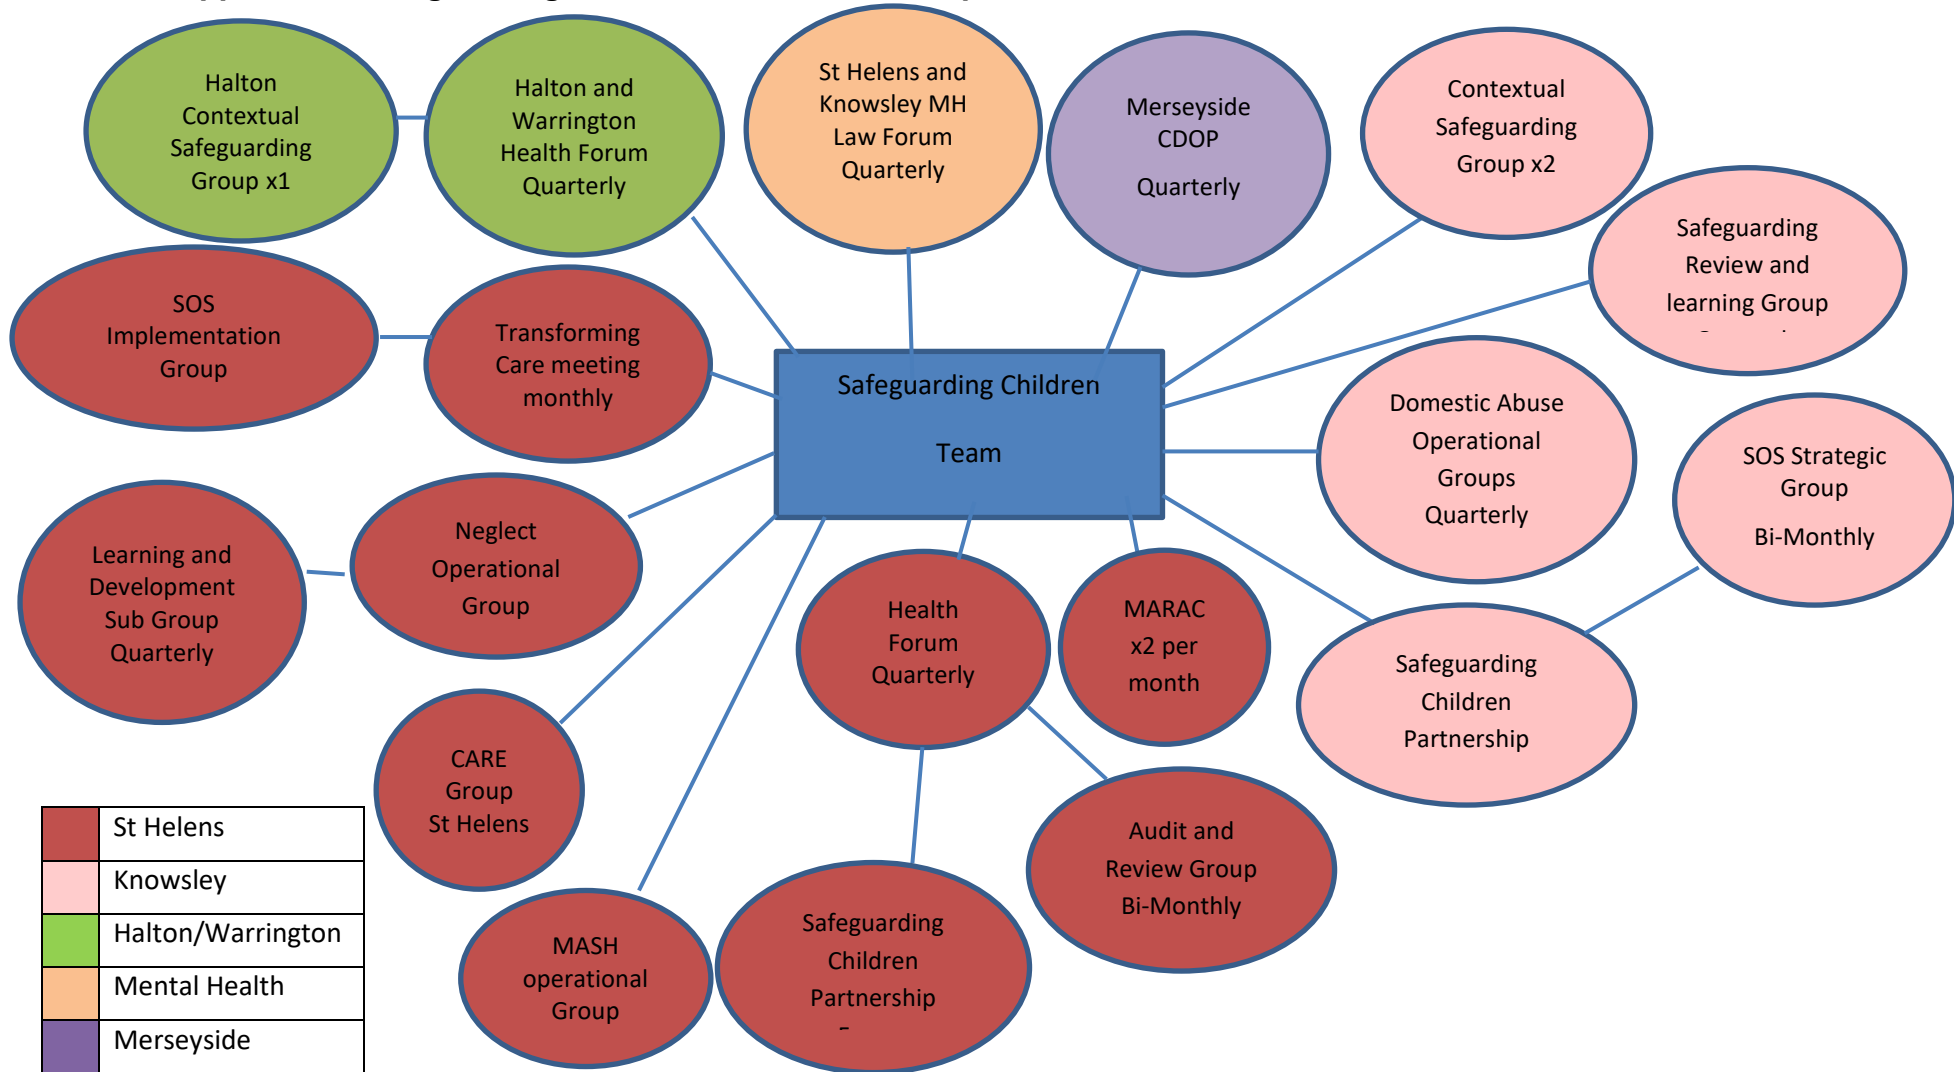 Halton
Contextual
Safeguarding
Group x1
Halton and
Warrington
Health Forum
Quarterly
St Helens and
Knowsley MH
Law Forum
Quarterly
Merseyside
CDOP
Quarterly
Contextual
Safeguarding
Group x2
Safeguarding
Review and
learning Group
SOS
Implementation
Group
Transforming
Care meeting
monthly
Safeguarding Children
Team
Domestic Abuse
Operational
Groups
Quarterly
SOS Strategic
Group
Bi-Monthly
Learning and
Development
Sub Group
Quarterly
Neglect
Operational
Group
Health
Forum
Quarterly
MARAC
x2 per
month
Safeguarding
Children
Partnership
CARE
Group
St Helens
Audit and
Review Group
Bi-Monthly
MASH
operational
Group
Safeguarding
Children
Partnership
St Helens
Knowsley
Halton/Warrington
Mental Health
Merseyside